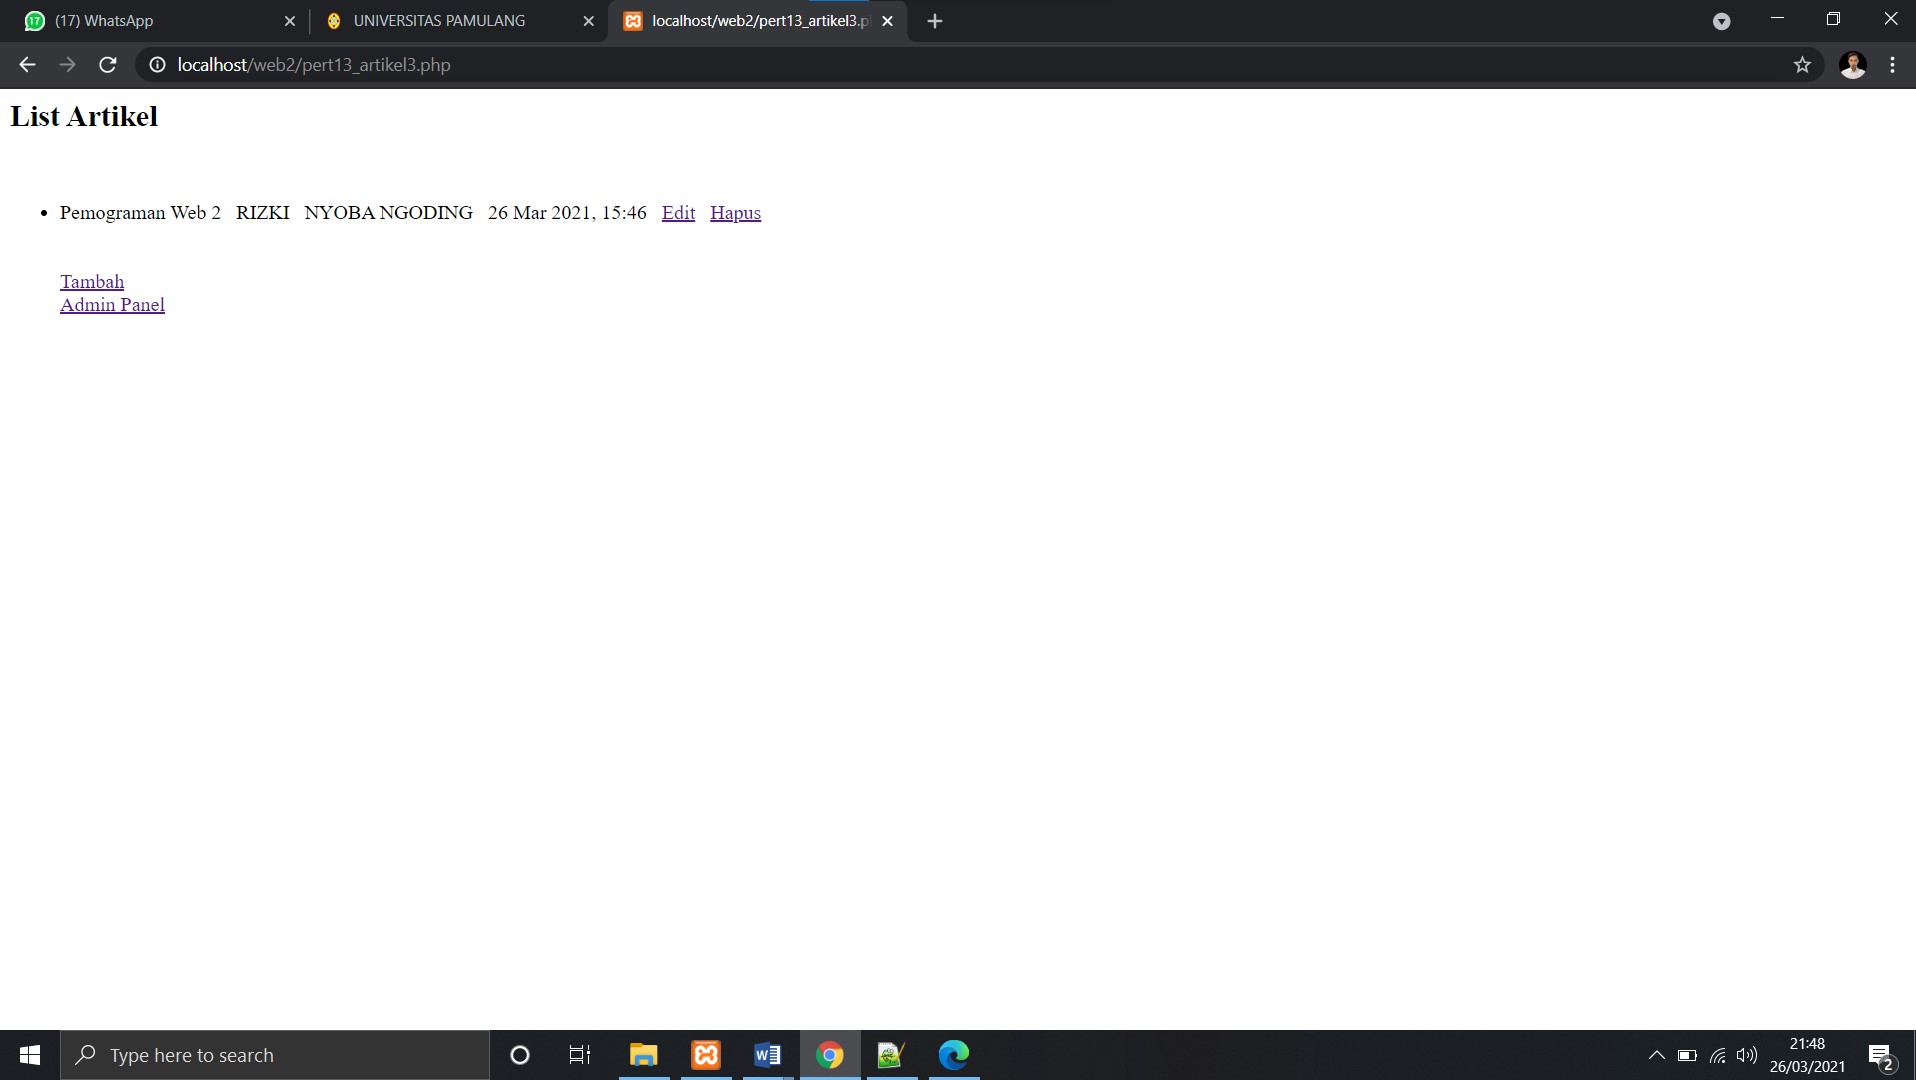 (17) WhatsApp
UNIVERSITAS PAMULANG
localhost/web2/pert13_artikel3.p
localhost/web2/pert13_artikel3.php
List Artikel
Pemograman Web 2 RIZKI NYOBA NGODING 26 Mar 2021, 15:46 Edit Hapus
Tambah
Admin Panel
Type here to search
21:48
26/03/2021
2